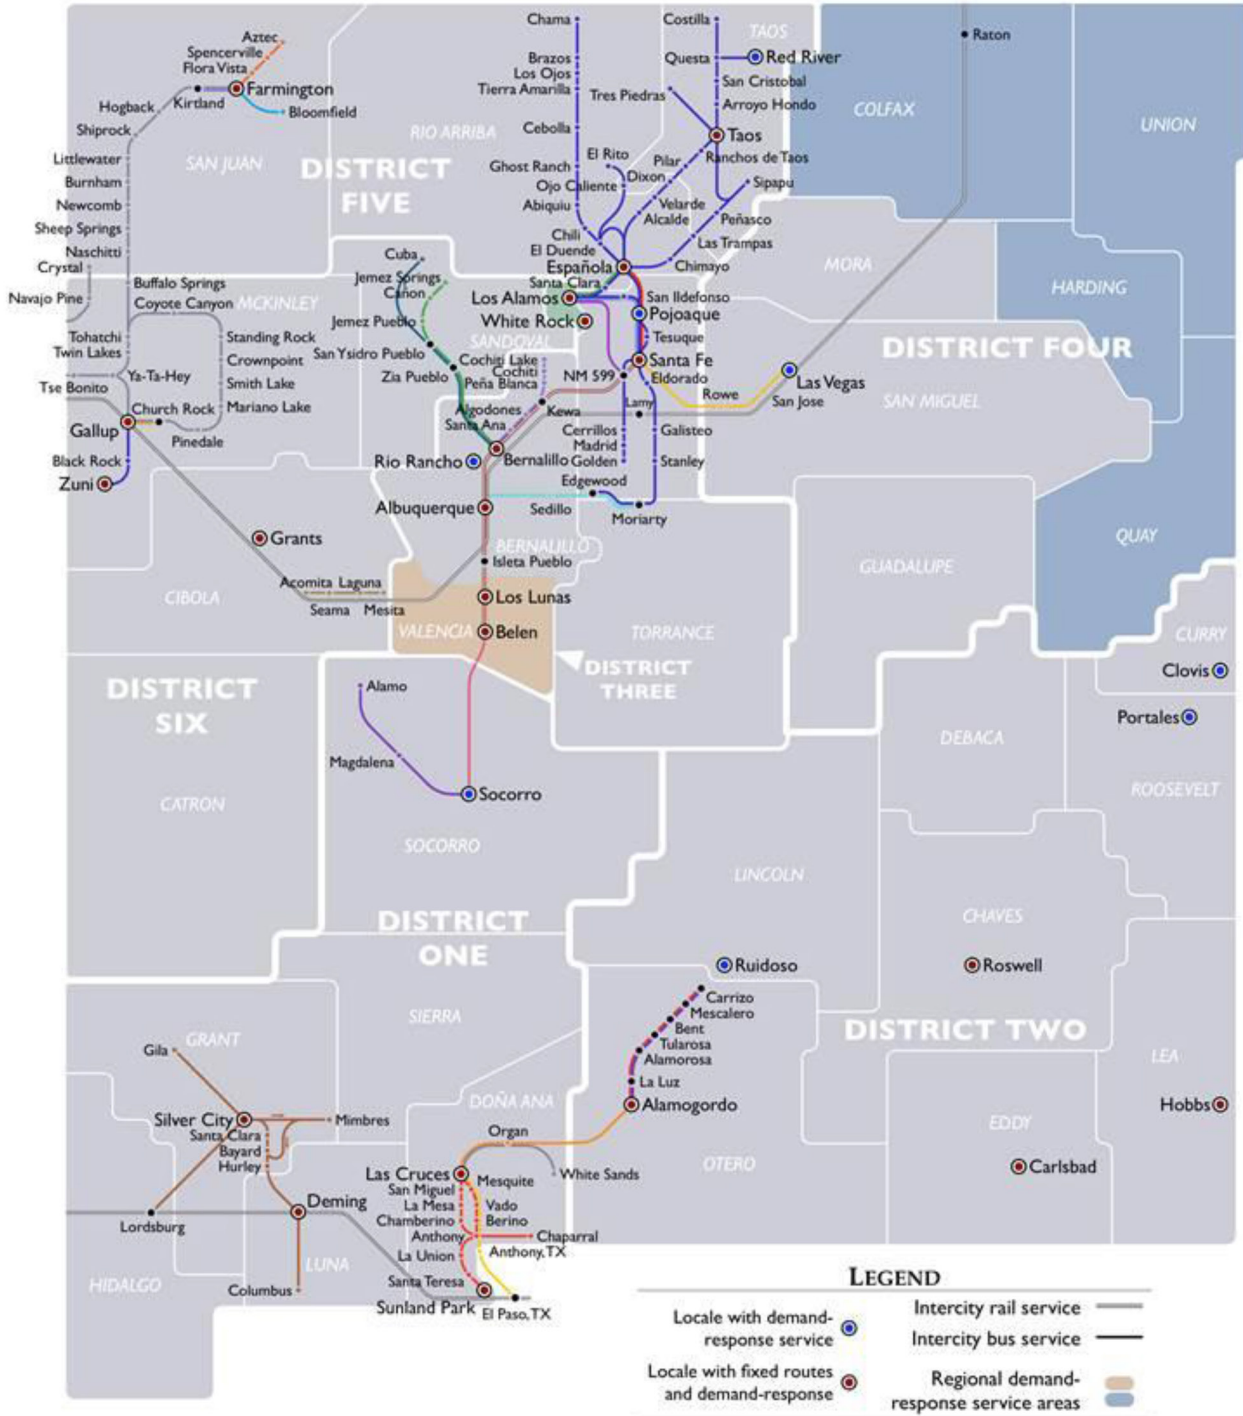 Chama
Costilla
TAOS
Raton
Aztec
Spencerville
Flora Vista
Brazos
Los Ojos
Tierra Amarilla
Questa
Red River
San Cristobal
Farmington
Kirtland
Hogback
Bloomfield
Tres Piedras
Arroyo Hondo
COLFAX
UNION
Shiprock
RIO ARRIBA
Cebolla
Taos
Littlewater
SAN JUAN
DISTRICT
FIVE
Ghost Ranch
El Rito
Pilar
Ranchos de Taos
Burnham
Ojo Caliente
Dixon
Sipapu
Newcomb
Abiquiu
Velarde
Alcalde
Peñasco
Sheep Springs
Chili
El Duende
Las Trampas
Naschitti
Cuba
Crystal
Española
Chimayo
MORA
Buffalo Springs
Jemez Springs
Cañon
Santa Clara
HARDING
Navajo Pine
Coyote Canyon
MCKINLEY
Los Alamos
San Ildefonso
Pojoaque
Jemez Pueblo
White Rock
SANDOVAL
Tesuque
Tohatchi
Twin Lakes
Standing Rock
San Ysidro Pueblo
Cochiti Lake
Cochiti
Santa Fe
DISTRICT FOUR
Crownpoint
Zia Pueblo
Peña Blanca
NM 599
Eldorado
Las Vegas
Ya-Ta-Hey
Tse Bonito
Smith Lake
Rowe
San Jose
SAN MIGUEL
Church Rock
Mariano Lake
Algodones
Santa Ana
Kewa
Lamy
Gallup
Pinedale
Cerrillos
Madrid
Golden
Galisteo
Black Rock
Rio Rancho
Bernalillo
Stanley
Zuni
Edgewood
Albuquerque
Sedillo
Moriarty
Grants
BERNALILLO
QUAY
Isleta Pueblo
GUADALUPE
Acomita Laguna
CIBOLA
Seama
Mesita
Los Lunas
VALENCIA
Belen
TORRANCE
CURRY
DISTRICT
THREE
Clovis
DISTRICT
SIX
Alamo
Portales
DEBACA
Magdalena
Socorro
ROOSEVELT
CATRON
SOCORRO
LINCOLN
DISTRICT
ONE
CHAVES
Ruidoso
Roswell
Carrizo
Mescalero
Bent
Tularosa
Alamorosa
La Luz
Alamogordo
SIERRA
DISTRICT TWO
GRANT
Gila
LEA
DOÑA ANA
Hobbs
Silver City
Mimbres
Santa Clara
Bayard
Hurley
Organ
EDDY
OTERO
Carlsbad
Las Cruces
Mesquite
White Sands
San Miguel
La Mesa
Vado
Deming
Chamberino
Berino
Lordsburg
Anthony
Chaparral
La Union
Anthony, TX
LUNA
HIDALGO
Columbus
Santa Teresa
Sunland Park
El Paso, TX
LEGEND
Locale with demand-
response service
Locale with fixed routes
and demand-response
Intercity rail service
Intercity bus service
Regional demand-
response service areas